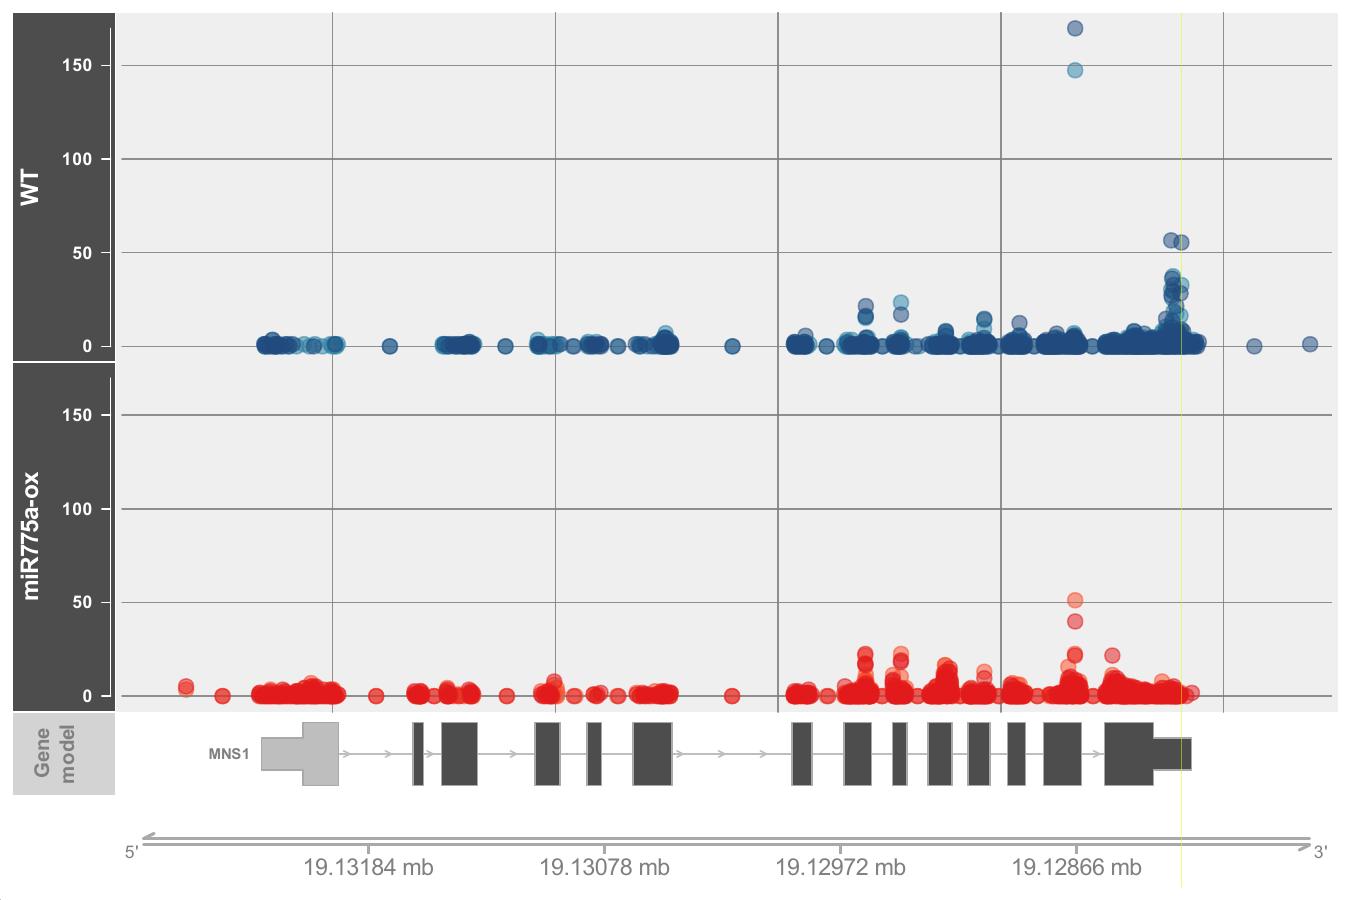 WT
150
100
50
0
miR775a-ox
150
100
50
0
Gene
model
MNS1
5'
3'
19.13184 mb
19.13078 mb
19.12972 mb
19.12866 mb